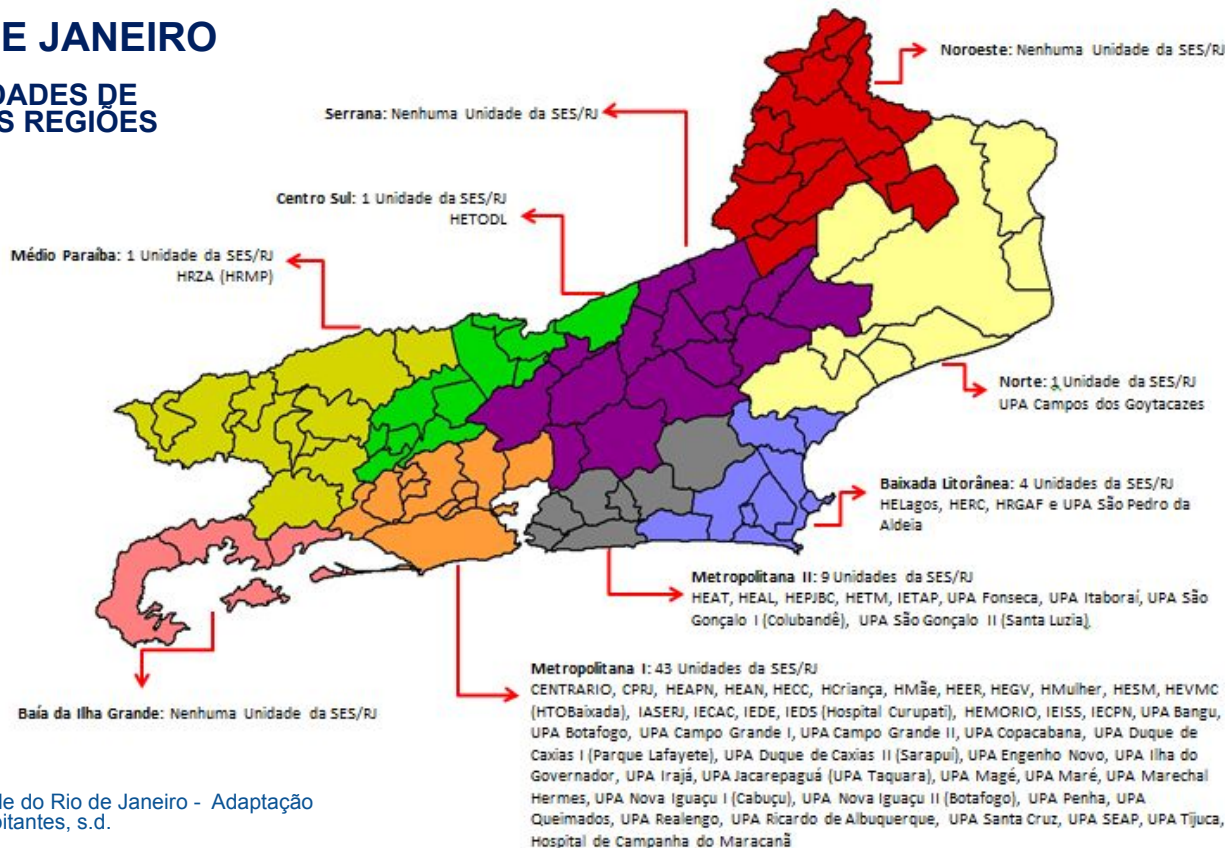 E JANEIRO
DADES DE
S REGIÕES
Noroeste: Nenhuma Unidade da SES/RJ
Serrana: Nenhuma Unidade da SES/RJ
Centro Sul: 1 Unidade da SES/RJ
HETODL
Médio Paraíba: 1 Unidade da SES/RJ
HRZA (HRMP)
Norte: 1 Unidade da SES/RJ
UPA Campos dos Goytacazes
Baixada Litorânea: 4 Unidades da SES/RJ
HELagos, HERC, HRGAF e UPA São Pedro da
Aldeia
Metropolitana II: 9 Unidades da SES/RJ
HEAT, HEAL, HEPJBC, HETM, IETAP, UPA Fonseca, UPA Itaboraí, UPA São
Gonçalo I (Colubandê), UPA São Gonçalo II (Santa Luzia)
Metropolitana I: 43 Unidades da SES/RJ
CENTRARIO, CPRJ, HEAPN, HEAN, HECC, HCriança, HMãe, HEER, HEGV, HMulher, HESM, HEVMC
(HTOBaixada), IASERJ, IECAC, IEDE, IEDS (Hospital Curupati), HEMORIO, IEISS, IECPN, UPA Bangu,
UPA Botafogo, UPA Campo Grande I, UPA Campo Grande II, UPA Copacabana, UPA Duque de
Caxias I (Parque Lafayete), UPA Duque de Caxias II (Sarapuí), UPA Engenho Novo, UPA Ilha do
Governador, UPA Irajá, UPA Jacarepaguá (UPA Taquara), UPA Magé, UPA Maré, UPA Marechal
Hermes, UPA Nova Iguaçu I (Cabuçu), UPA Nova Iguaçu II (Botafogo), UPA Penha, UPA
Queimados, UPA Realengo, UPA Ricardo de Albuquerque, UPA Santa Cruz, UPA SEAP, UPA Tijuca,
Hospital de Campanha do Maracanã
Baía da Ilha Grande: Nenhuma Unidade da SES/RJ
de do Rio de Janeiro - Adaptação
bitantes, s.d.